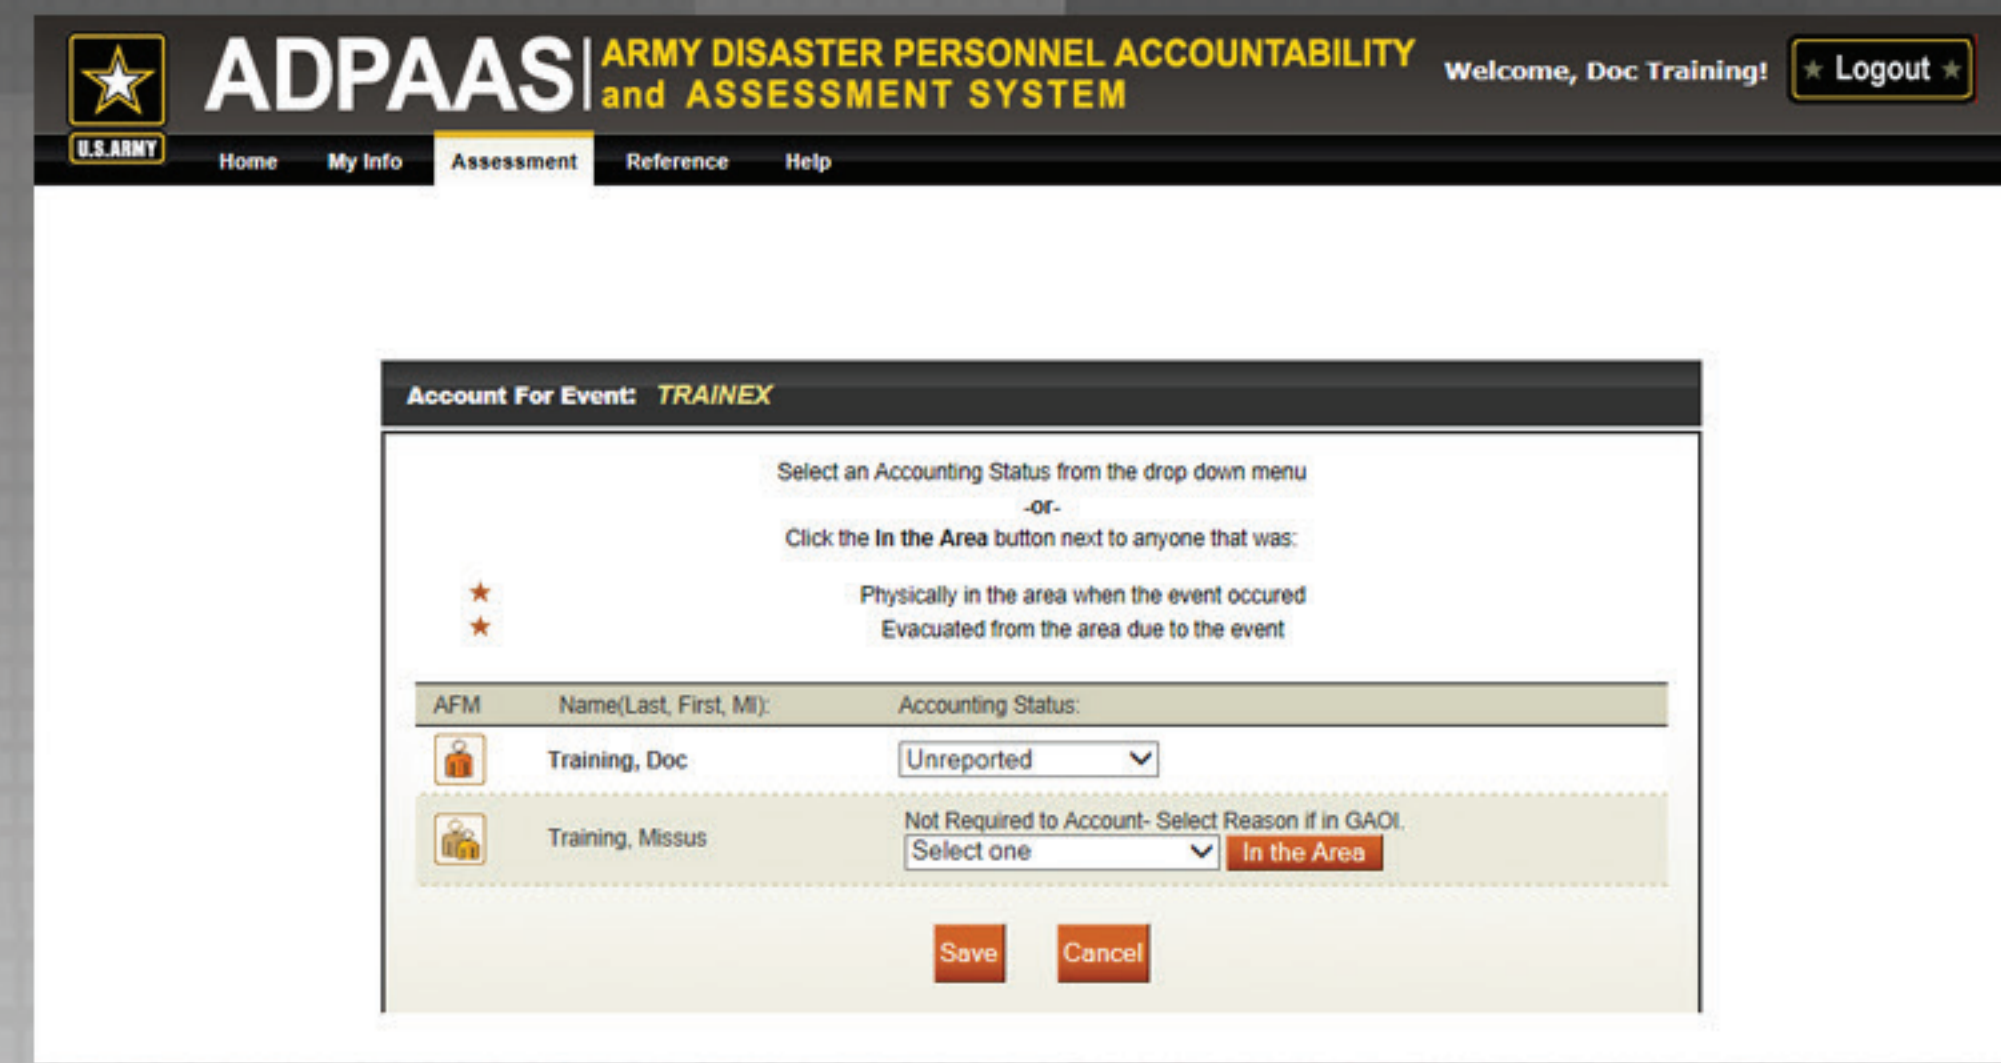 ADPAAS
ARMY DISASTER PERSONNEL ACCOUNTABILITY
and ASSESSMENT SYSTEM
Welcome, Doc Training!
Logout
U.S.ARMY
Home My Info Assessment Reference Help
Account For Event: TRAINEX
Select an Accounting Status from the drop down menu
-or-
Click the In the Area button next to anyone that was:
Physically in the area when the event occured
Evacuated from the area due to the event
AFM Name(Last, First, MI): Accounting Status:
Training, Doc Unreported
Not Required to Account- Select Reason if in GAOI.
Training, Missus Select one In the Area
Save Cancel